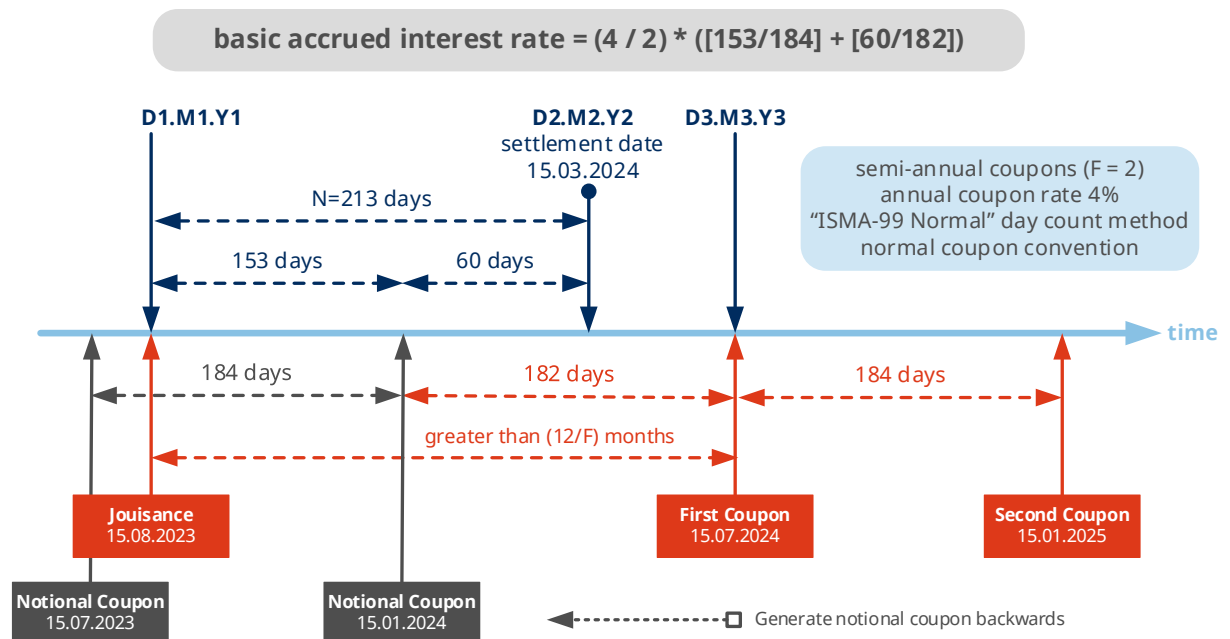 basic accrued interest rate = (4 / 2) * ([153/184] + [60/182])
D1.M1.Y1
D2.M2.Y2
settlement date
15.03.2024
D3.M3.Y3
semi-annual coupons (F = 2)
annual coupon rate 4%
“ISMA-99 Normal” day count method
normal coupon convention
N=213 days
153 days
60 days
time
184 days
182 days
184 days
greater than (12/F) months
Jouisance
15.08.2023
First Coupon
15.07.2024
Second Coupon
15.01.2025
Notional Coupon
15.07.2023
Notional Coupon
15.01.2024
Generate notional coupon backwards